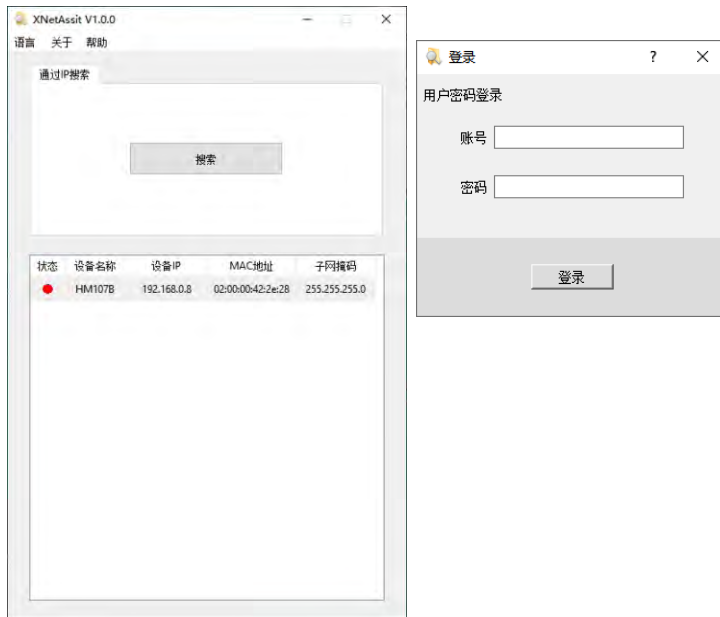 XNetAssit V1.0.0
语言 关于 帮助
通过IP搜索
搜索
状态 设备名称 设备IP MAC地址 子网掩码
HM107B 192.168.0.8 02:00:00:42:2e:28 255.255.255.0
登录 ?
用户密码登录
账号
密码
登录